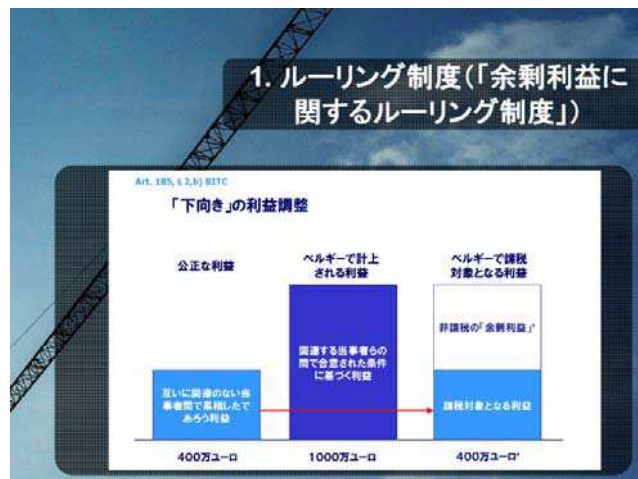 1. ルーリング制度(「余剰利益に
関するルーリング制度」)
Art. 185, § 2,b) BITC
「下向き」の利益調整
公正な利益
ベルギーで計上
される利益
ベルギーで課税
対象となる利益
非課税の「余剰利益」*
関連する当事者らの
間で合意された条件
に基づく利益
互いに関連のない当
事者間で累積したで
あろう利益
課税対象となる利益
400万ユーロ
1000万ユーロ
400万ユーロ*